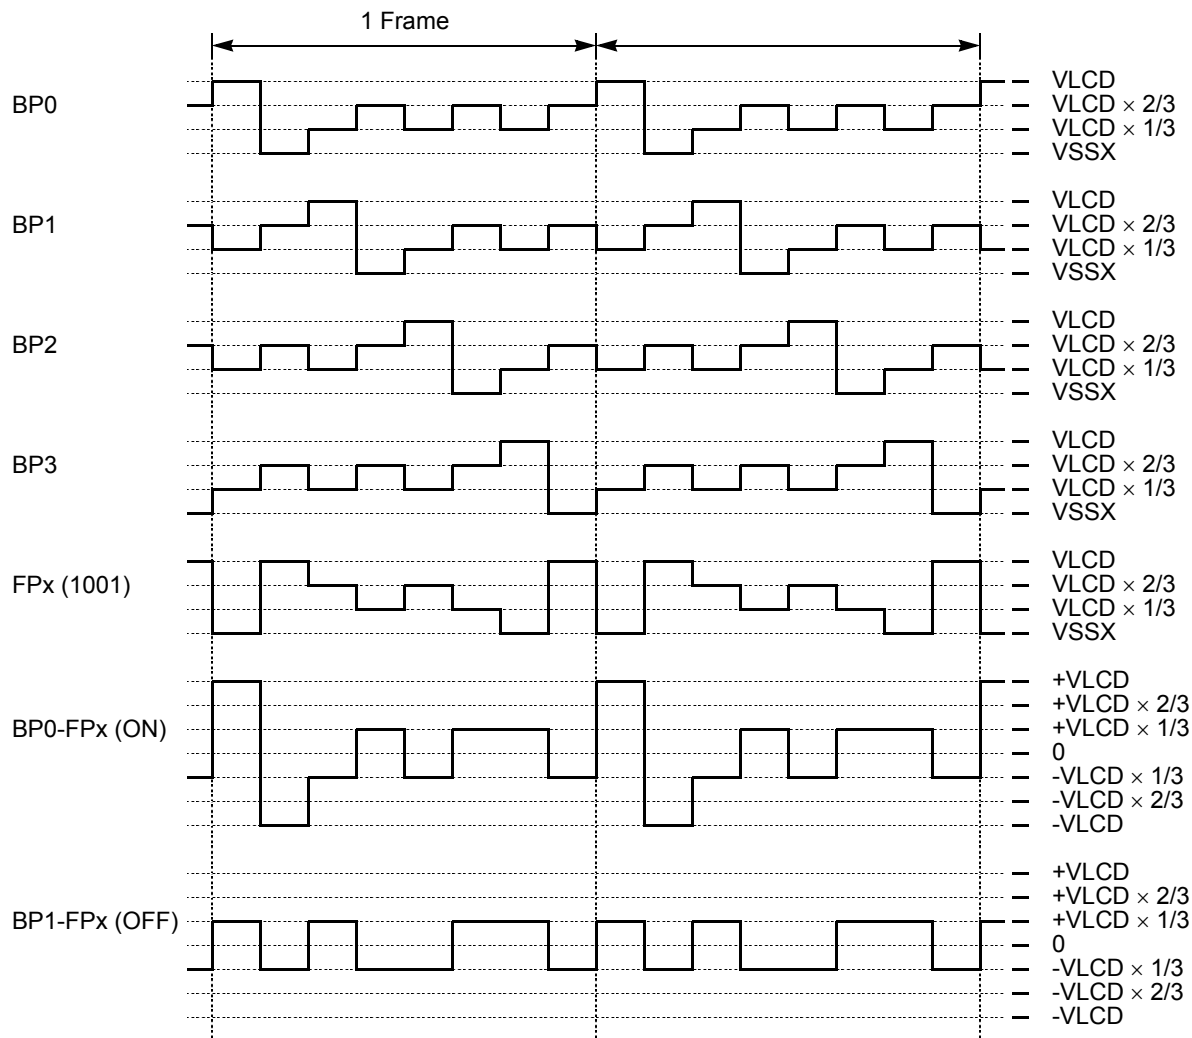 1 Frame
BP0
VLCD
VLCD × 2/3
VLCD × 1/3
VSSX
BP1
VLCD
VLCD × 2/3
VLCD × 1/3
VSSX
BP2
VLCD
VLCD × 2/3
VLCD × 1/3
VSSX
BP3
VLCD
VLCD × 2/3
VLCD × 1/3
VSSX
FPx (1001)
VLCD
VLCD × 2/3
VLCD × 1/3
VSSX
BP0-FPx (ON)
+VLCD
+VLCD × 2/3
+VLCD × 1/3
0
-VLCD × 1/3
-VLCD × 2/3
-VLCD
BP1-FPx (OFF)
+VLCD
+VLCD × 2/3
+VLCD × 1/3
0
-VLCD × 1/3
-VLCD × 2/3
-VLCD